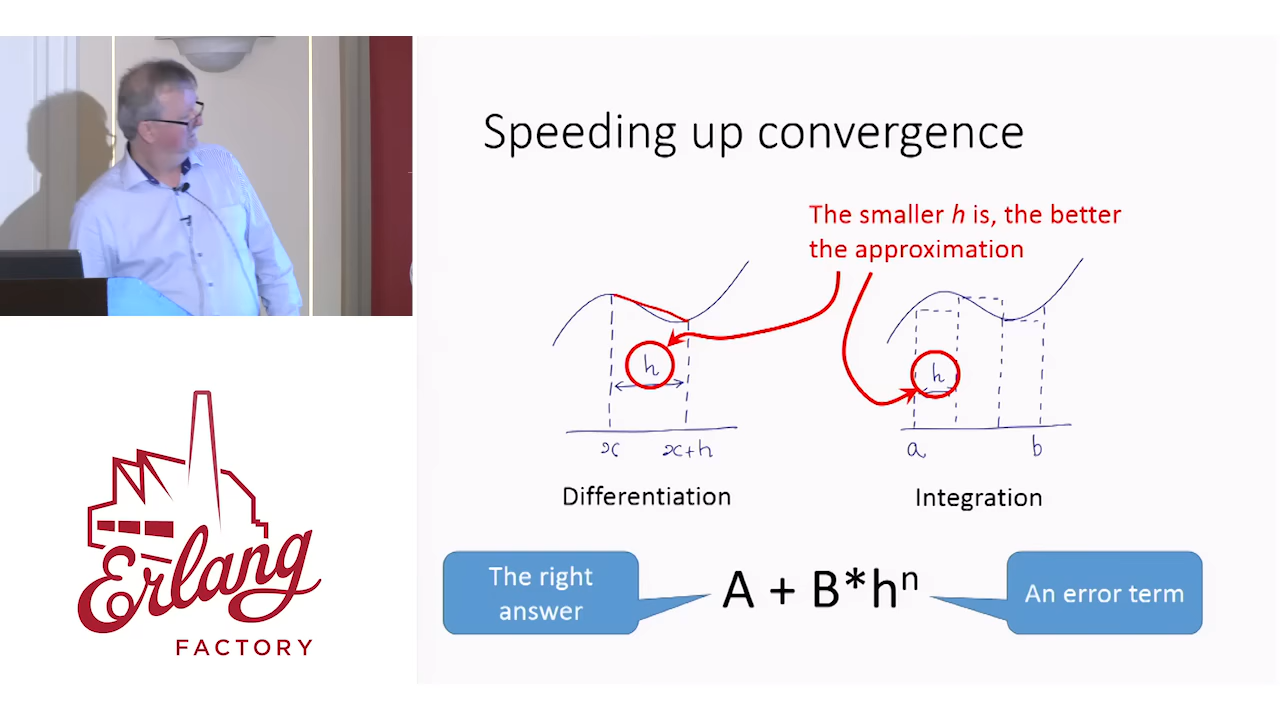 Speeding up convergence
The smaller h is, the better
the approximation
h
x
x+h
Differentiation
h
a
b
Integration
The right
answer
A + B*hⁿ
An error term
Erlang
FACTORY